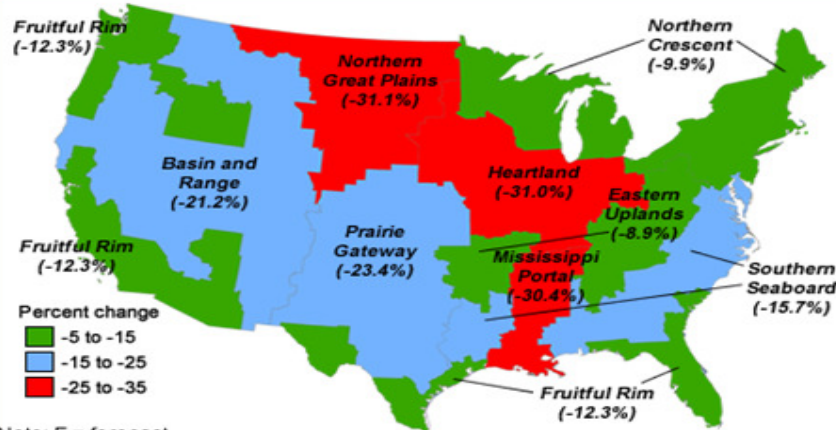 Fruitful Rim
(-12.3%)
Northern
Crescent
(-9.9%)
Northern
Great Plains
(-31.1%)
Basin and
Range
(-21.2%)
Heartland
(-31.0%)
Eastern
Uplands
(-8.9%)
Prairie
Gateway
(-23.4%)
Mississippi
Portal
(-30.4%)
Fruitful Rim
(-12.3%)
Southern
Seaboard
(-15.7%)
Percent change
-5 to -15
-15 to -25
-25 to -35
Fruitful Rim
(-12.3%)